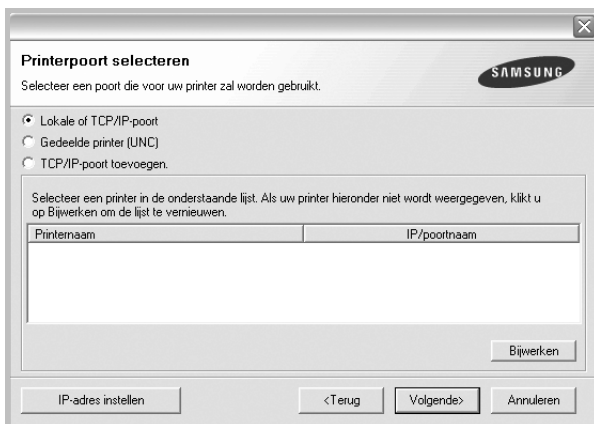 Printerpoort selecteren
Selecteer een poort die voor uw printer zal worden gebruikt.
SAMSUNG
Lokale of TCP/IP-poort
Gedeelde printer (UNC)
TCP/IP-poort toevoegen.
Selecteer een printer in de onderstaande lijst. Als uw printer hieronder niet wordt weergegeven, klikt u
op Bijwerken om de lijst te vernieuwen.
Printernaam IP/poortnaam
Bijwerken
IP-adres instellen <Terug Volgende> Annuleren